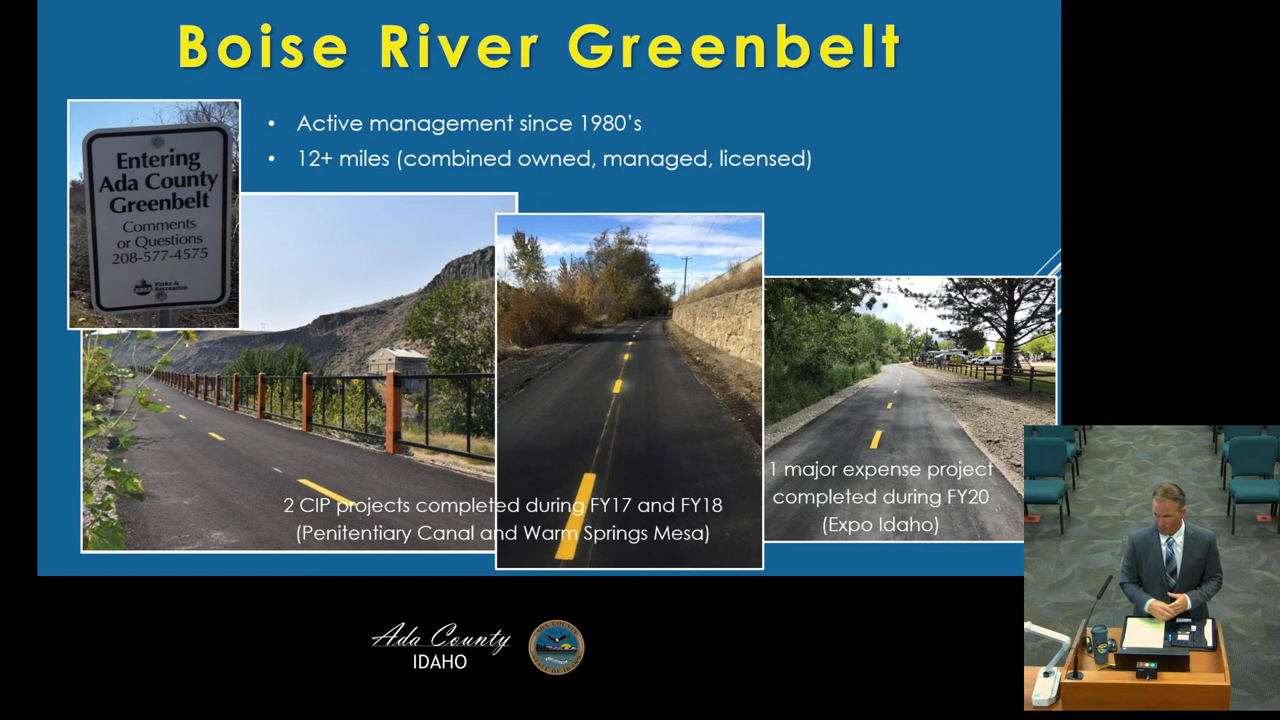 Boise River Greenbelt
• Active management since 1980's
• 12+ miles (combined owned, managed, licensed)
Entering
Ada County
Greenbelt
Comments
or Questions
208-577-4575
Parks &
Recreation
2 CIP projects completed during FY17 and FY18
(Penitentiary Canal and Warm Springs Mesa)
1 major expense project
completed during FY20
(Expo Idaho)
Ada County
IDAHO